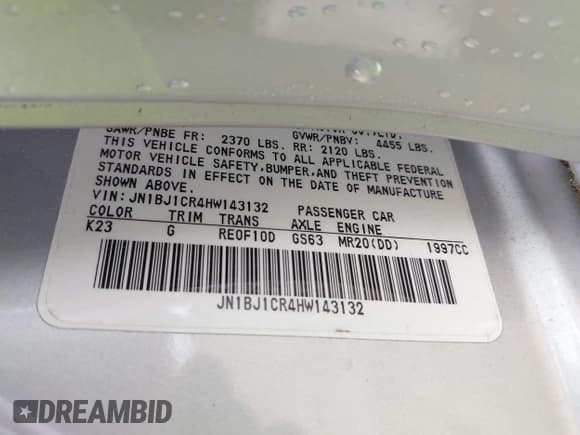 GAWR/PNBE FR: 2370 LBS. RR: 2120 LBS.
GVWR/PNBV: 4455 LBS.
THIS VEHICLE CONFORMS TO ALL APPLICABLE FEDERAL
MOTOR VEHICLE SAFETY, BUMPER, AND THEFT PREVENTION
STANDARDS IN EFFECT ON THE DATE OF MANUFACTURE
SHOWN ABOVE
VIN: JN1BJ1CR4HW143132 PASSENGER CAR
COLOR TRIM TRANS AXLE ENGINE
K23 G RE0F10D GS63 MR20(DD) 1997CC
JN1BJ1CR4HW143132
DREAMBID